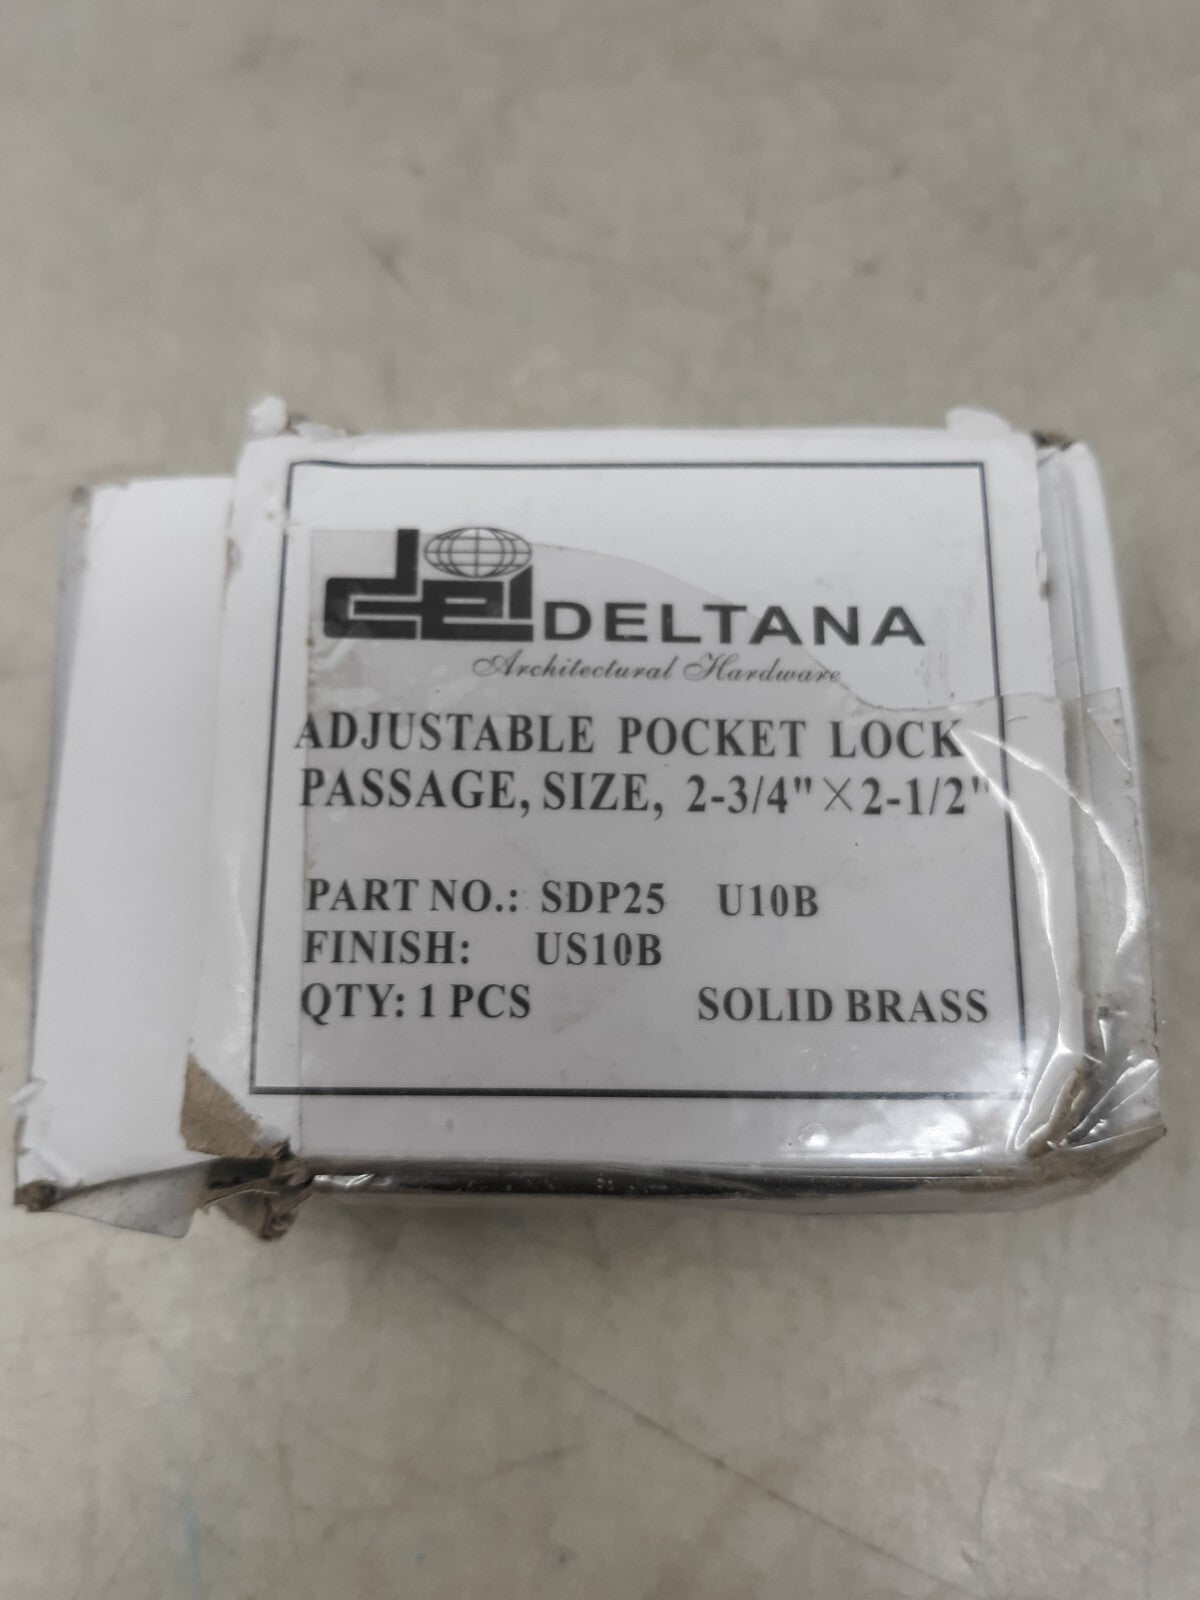 del DELTANA
Architectural Hardware
ADJUSTABLE POCKET LOCK
PASSAGE, SIZE, 2-3/4"×2-1/2"
PART NO.: SDP25 U10B
FINISH: US10B
QTY: 1 PCS SOLID BRASS